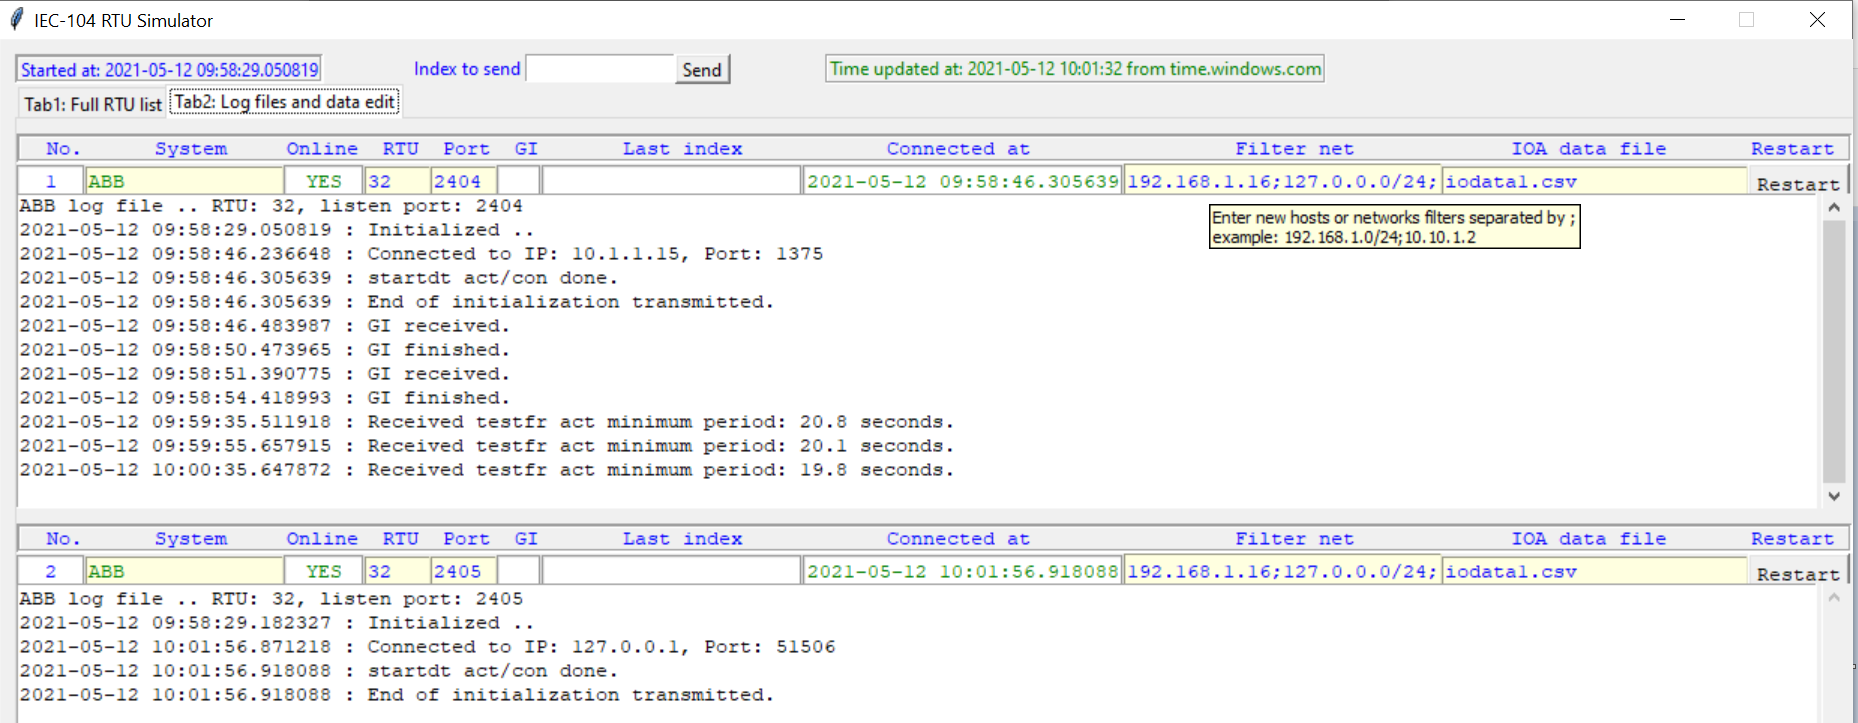 IEC-104 RTU Simulator
Started at: 2021-05-12 09:58:29.050819 Index to send Send Time updated at: 2021-05-12 10:01:32 from time.windows.com
Tab1: Full RTU list Tab2: Log files and data edit
No. System Online RTU Port GI Last index Connected at Filter net IOA data file Restart
1 ABB YES 32 2404 2021-05-12 09:58:46.305639 192.168.1.16;127.0.0.0/24; iodata1.csv Restart
ABB log file .. RTU: 32, listen port: 2404
Enter new hosts or networks filters separated by ;
example: 192.168.1.0/24;10.10.1.2
2021-05-12 09:58:29.050819 : Initialized ..
2021-05-12 09:58:46.236648 : Connected to IP: 10.1.1.15, Port: 1375
2021-05-12 09:58:46.305639 : startdt act/con done.
2021-05-12 09:58:46.305639 : End of initialization transmitted.
2021-05-12 09:58:46.483987 : GI received.
2021-05-12 09:58:50.473965 : GI finished.
2021-05-12 09:58:51.390775 : GI received.
2021-05-12 09:58:54.418993 : GI finished.
2021-05-12 09:59:35.511918 : Received testfr act minimum period: 20.8 seconds.
2021-05-12 09:59:55.657915 : Received testfr act minimum period: 20.1 seconds.
2021-05-12 10:00:35.647872 : Received testfr act minimum period: 19.8 seconds.
No. System Online RTU Port GI Last index Connected at Filter net IOA data file Restart
2 ABB YES 32 2405 2021-05-12 10:01:56.918088 192.168.1.16;127.0.0.0/24; iodata1.csv Restart
ABB log file .. RTU: 32, listen port: 2405
2021-05-12 09:58:29.182327 : Initialized ..
2021-05-12 10:01:56.871218 : Connected to IP: 127.0.0.1, Port: 51506
2021-05-12 10:01:56.918088 : startdt act/con done.
2021-05-12 10:01:56.918088 : End of initialization transmitted.